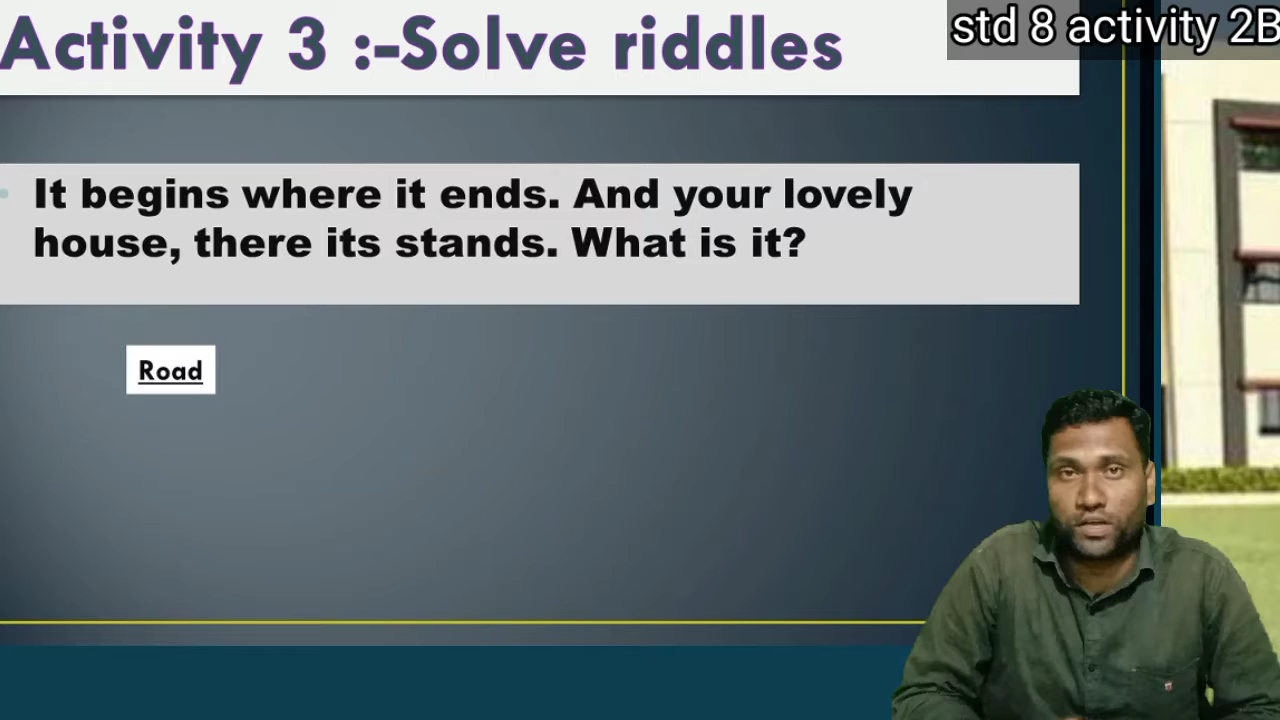 Activity 3 :-Solve riddles
std 8 activity 2B
It begins where it ends. And your lovely
house, there its stands. What is it?
Road